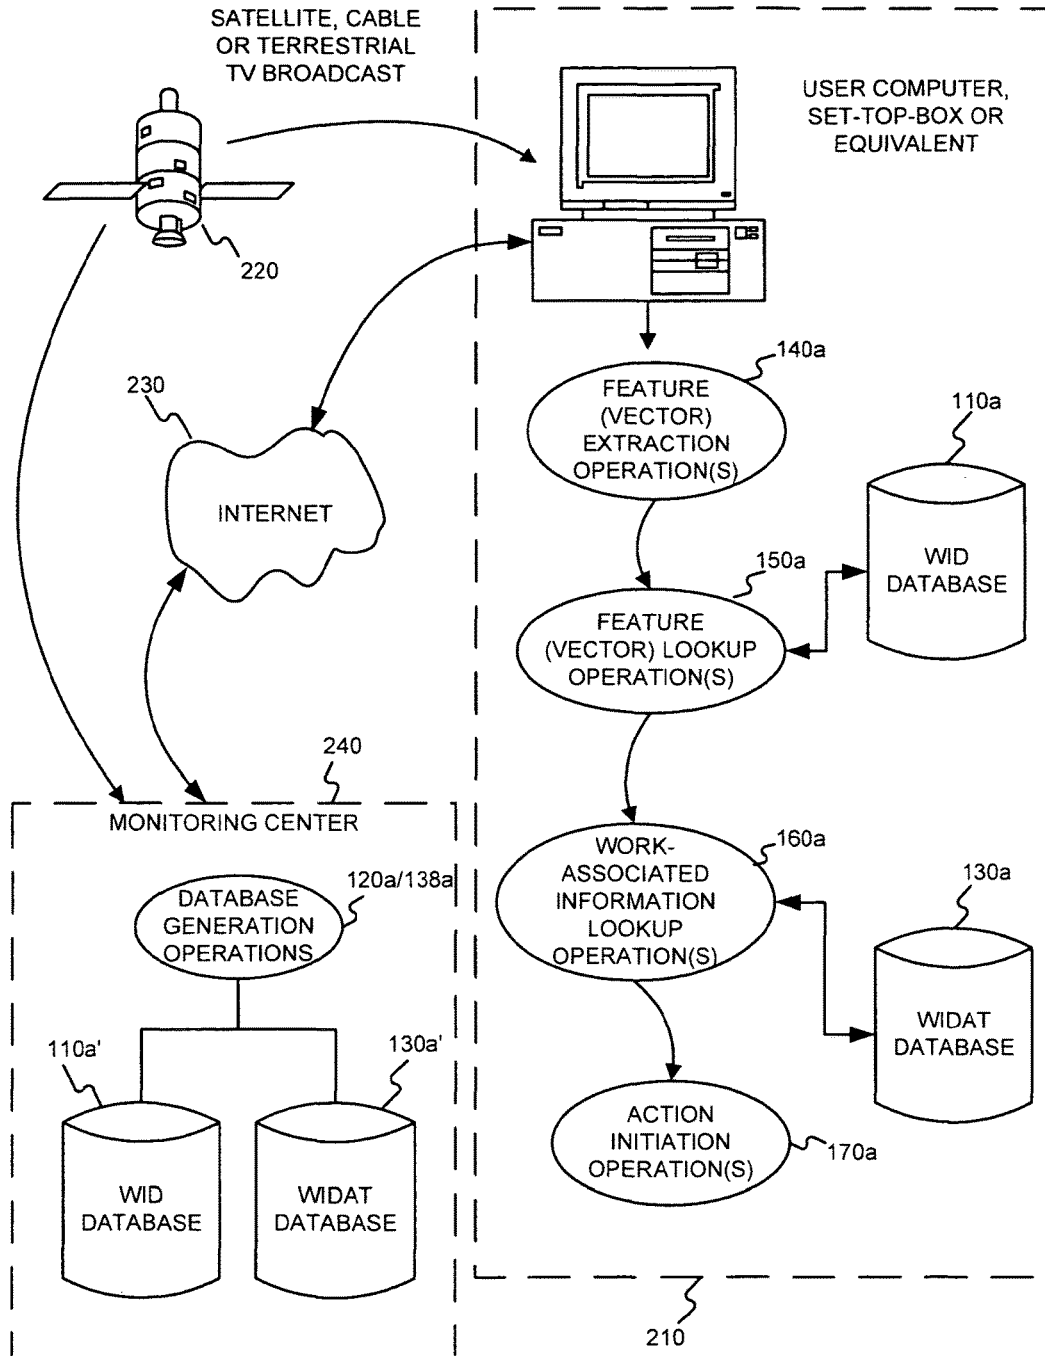 SATELLITE, CABLE
OR TERRESTRIAL
TV BROADCAST
USER COMPUTER,
SET-TOP-BOX OR
EQUIVALENT
220
140a
FEATURE
(VECTOR)
EXTRACTION
OPERATION(S)
230
INTERNET
110a
WID
DATABASE
150a
FEATURE
(VECTOR) LOOKUP
OPERATION(S)
240
MONITORING CENTER
120a/138a
DATABASE
GENERATION
OPERATIONS
160a
WORK-
ASSOCIATED
INFORMATION
LOOKUP
OPERATION(S)
130a
WIDAT
DATABASE
110a'
WID
DATABASE
130a'
WIDAT
DATABASE
ACTION
INITIATION
OPERATION(S)
170a
210